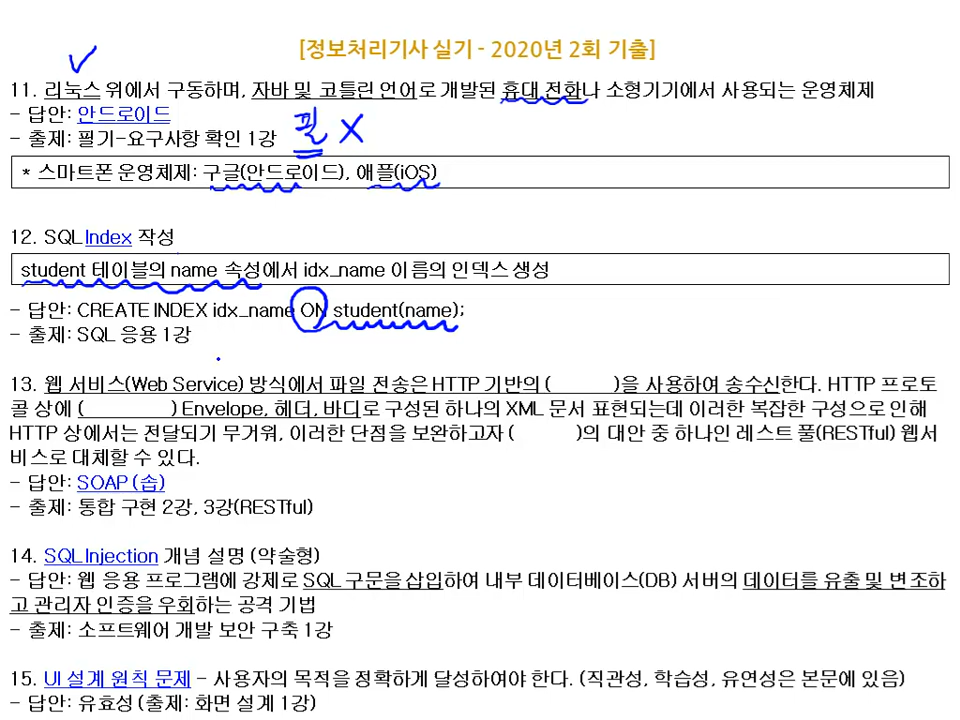 [정보처리기사 실기 - 2020년 2회 기출]
11. 리눅스 위에서 구동하며, 자바 및 코틀린 언어로 개발된 휴대 전화나 소형기기에서 사용되는 운영체제
- 답안: 안드로이드
- 출제: 필기-요구사항 확인 1강
필 X
* 스마트폰 운영체제: 구글(안드로이드), 애플(iOS)
12. SQL Index 작성
student 테이블의 name 속성에서 idx_name 이름의 인덱스 생성
- 답안: CREATE INDEX idx_name ON student(name);
- 출제: SQL 응용 1강
13. 웹 서비스(Web Service) 방식에서 파일 전송은 HTTP 기반의 (          )을 사용하여 송수신한다. HTTP 프로토
콜 상에 (              ) Envelope, 헤더, 바디로 구성된 하나의 XML 문서 표현되는데 이러한 복잡한 구성으로 인해
HTTP 상에서는 전달되기 무거워, 이러한 단점을 보완하고자 (          )의 대안 중 하나인 레스트 풀(RESTful) 웹서
비스로 대체할 수 있다.
- 답안: SOAP (솝)
- 출제: 통합 구현 2강, 3강(RESTful)
14. SQL Injection 개념 설명 (약술형)
- 답안: 웹 응용 프로그램에 강제로 SQL 구문을 삽입하여 내부 데이터베이스(DB) 서버의 데이터를 유출 및 변조하
고 관리자 인증을 우회하는 공격 기법
- 출제: 소프트웨어 개발 보안 구축 1강
15. UI 설계 원칙 문제 - 사용자의 목적을 정확하게 달성하여야 한다. (직관성, 학습성, 유연성은 본문에 있음)
- 답안: 유효성 (출제: 화면 설계 1강)